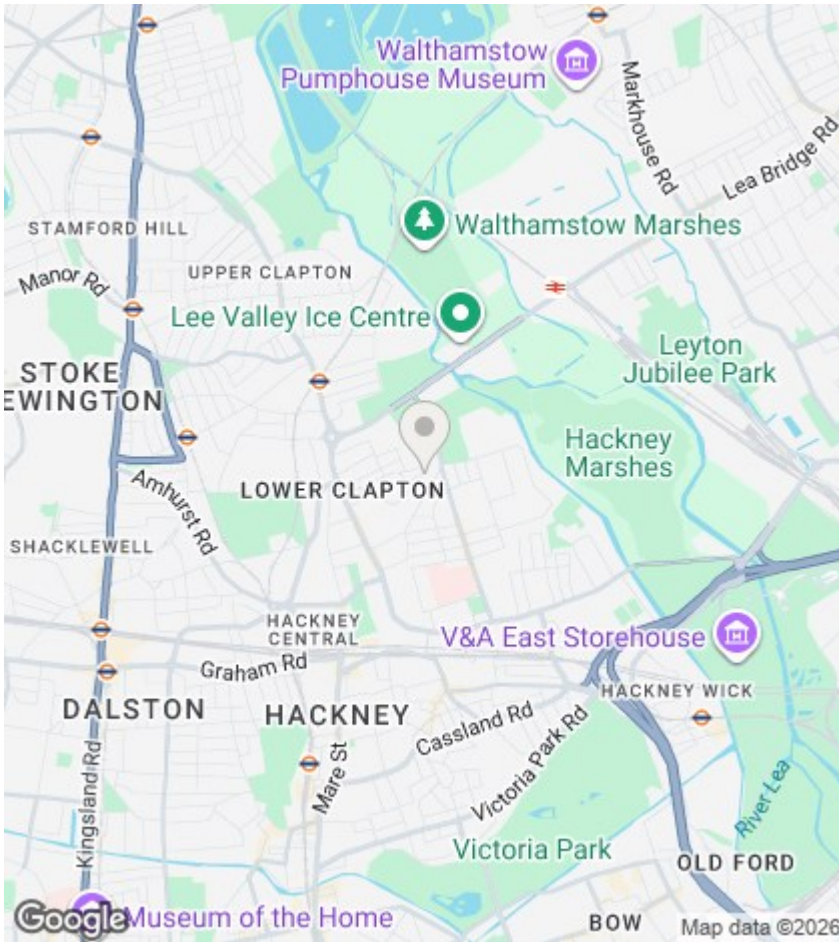 Walthamstow
Pumphouse Museum
Markhouse Rd
Lea Bridge Rd
STAMFORD HILL
Walthamstow Marshes
UPPER CLAPTON
Manor Rd
Lee Valley Ice Centre
Leyton
Jubilee Park
STOKE
EWINGTON
Hackney
Marshes
LOWER CLAPTON
Amhurst Rd
SHACKLEWELL
HACKNEY
CENTRAL
V&A East Storehouse
Graham Rd
HACKNEY WICK
DALSTON
HACKNEY
Cassland Rd
Mare St
Victoria Park Rd
Kingsland Rd
River Lea
Victoria Park
OLD FORD
Google
Museum of the Home
BOW
Map data ©2025